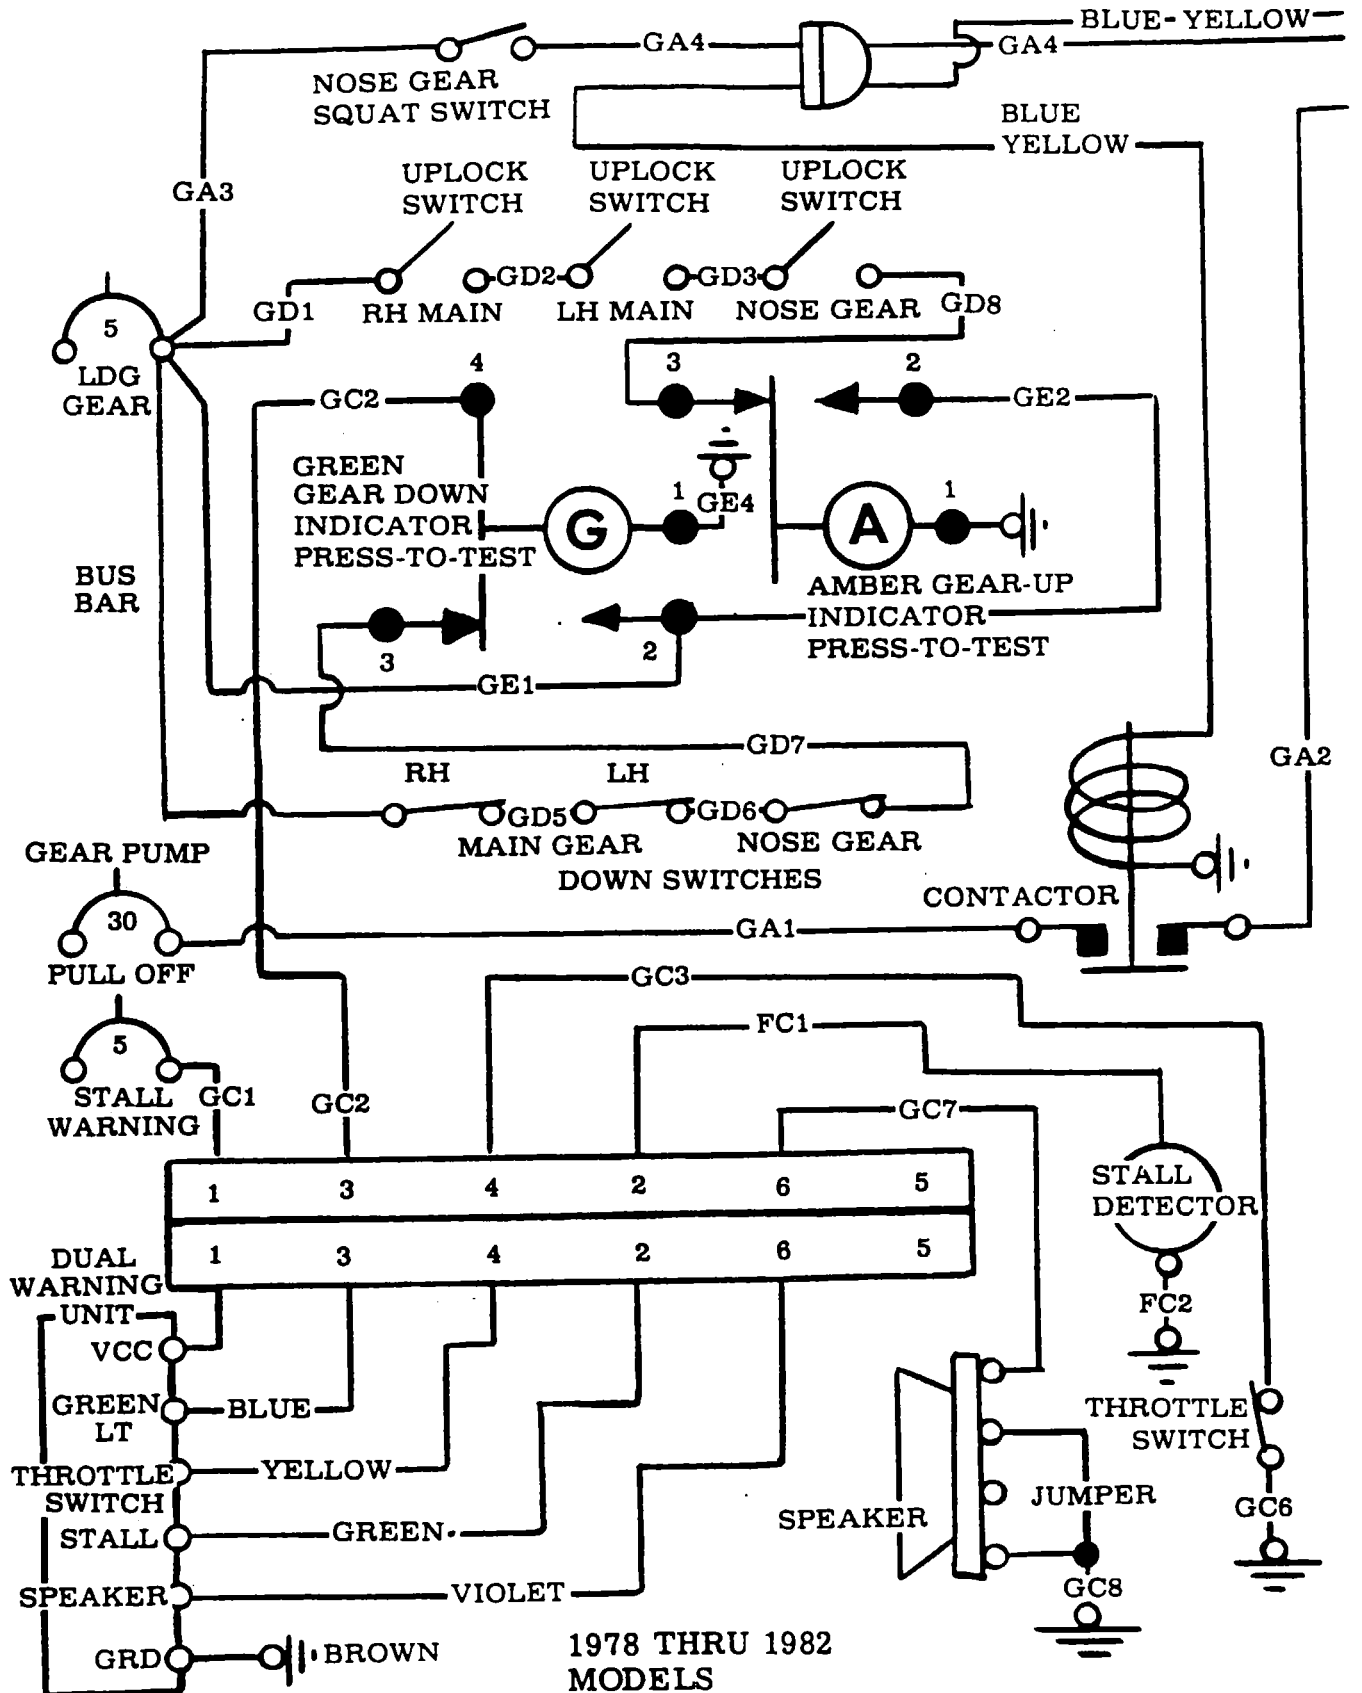 BLUE-YELLOW
GA4
GA4
NOSE GEAR
SQUAT SWITCH
BLUE
YELLOW
UPLOCK
SWITCH
UPLOCK
SWITCH
UPLOCK
SWITCH
GA3
GD1
GD2
GD3
GD8
RH MAIN
LH MAIN
NOSE GEAR
5
LDG
GEAR
4
3
2
GC2
GE2
GREEN
GEAR DOWN
INDICATOR
PRESS-TO-TEST
G
1
GE4
A
1
BUS
BAR
AMBER GEAR-UP
INDICATOR
PRESS-TO-TEST
3
2
GE1
GD7
GA2
RH
LH
GD5
GD6
MAIN GEAR
NOSE GEAR
DOWN SWITCHES
GEAR PUMP
30
PULL OFF
CONTACTOR
GA1
GC3
FC1
5
STALL
WARNING
GC1
GC2
GC7
STALL
DETECTOR
1 3 4 2 6 5
1 3 4 2 6 5
FC2
DUAL
WARNING
UNIT
VCC
GREEN
LT
BLUE
THROTTLE
SWITCH
YELLOW
STALL
GREEN
SPEAKER
VIOLET
GRD
BROWN
SPEAKER
JUMPER
GC8
THROTTLE
SWITCH
GC6
1978 THRU 1982
MODELS